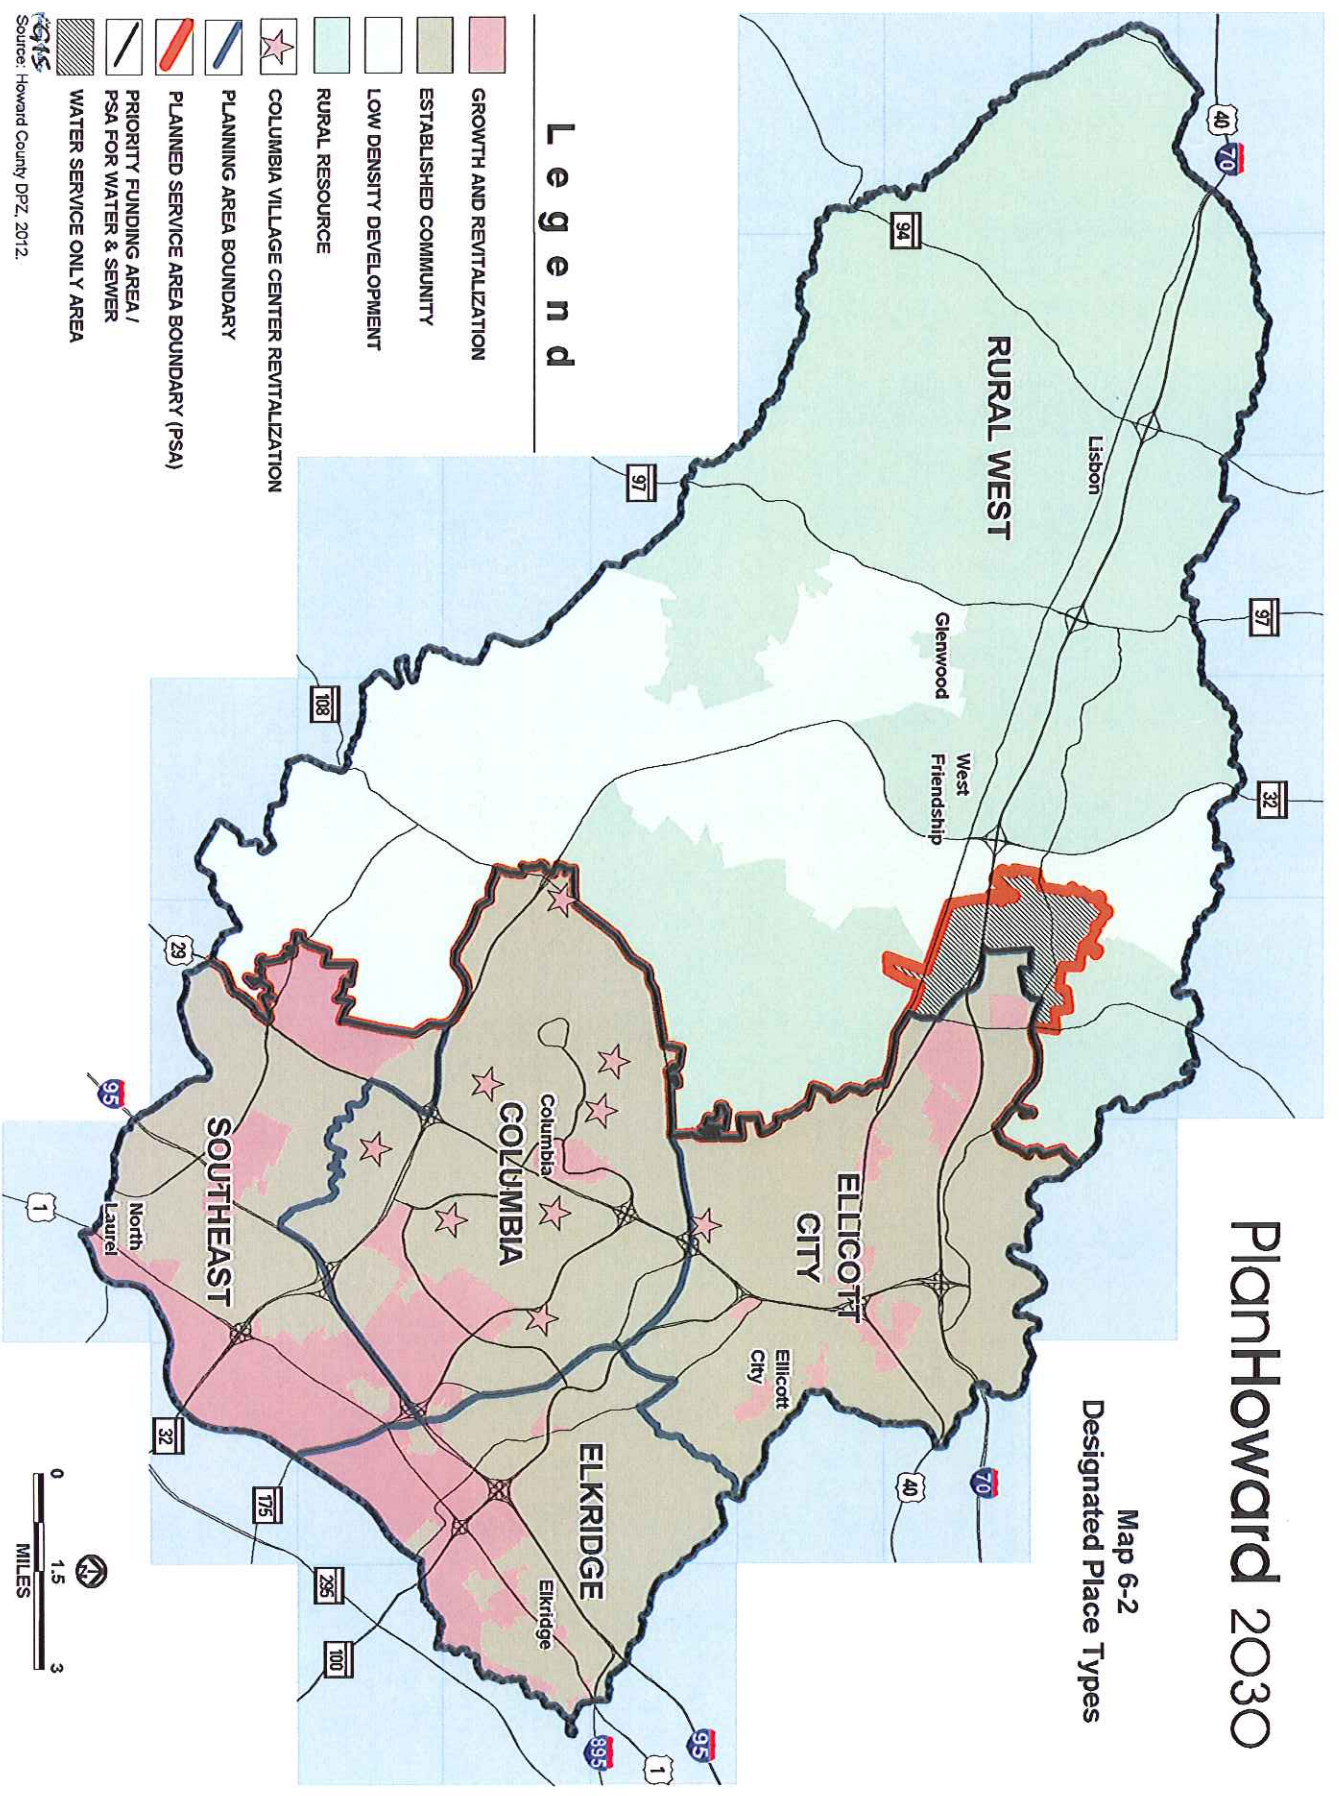 PlanHoward 2030
Map 6-2
Designated Place Types
40
70
94
97
97
32
108
29
95
1
32
175
295
100
895
1
95
40
70
RURAL WEST
Lisbon
Glenwood
West
Friendship
ELLICOTT
CITY
Ellicott
City
COLUMBIA
Columbia
ELKRIDGE
Elkridge
SOUTHEAST
North
Laurel
Legend
GROWTH AND REVITALIZATION
ESTABLISHED COMMUNITY
LOW DENSITY DEVELOPMENT
RURAL RESOURCE
COLUMBIA VILLAGE CENTER REVITALIZATION
PLANNING AREA BOUNDARY
PLANNED SERVICE AREA BOUNDARY (PSA)
PRIORITY FUNDING AREA /
PSA FOR WATER & SEWER
WATER SERVICE ONLY AREA
Source: Howard County DPZ, 2012.
N
0 1.5 3
MILES